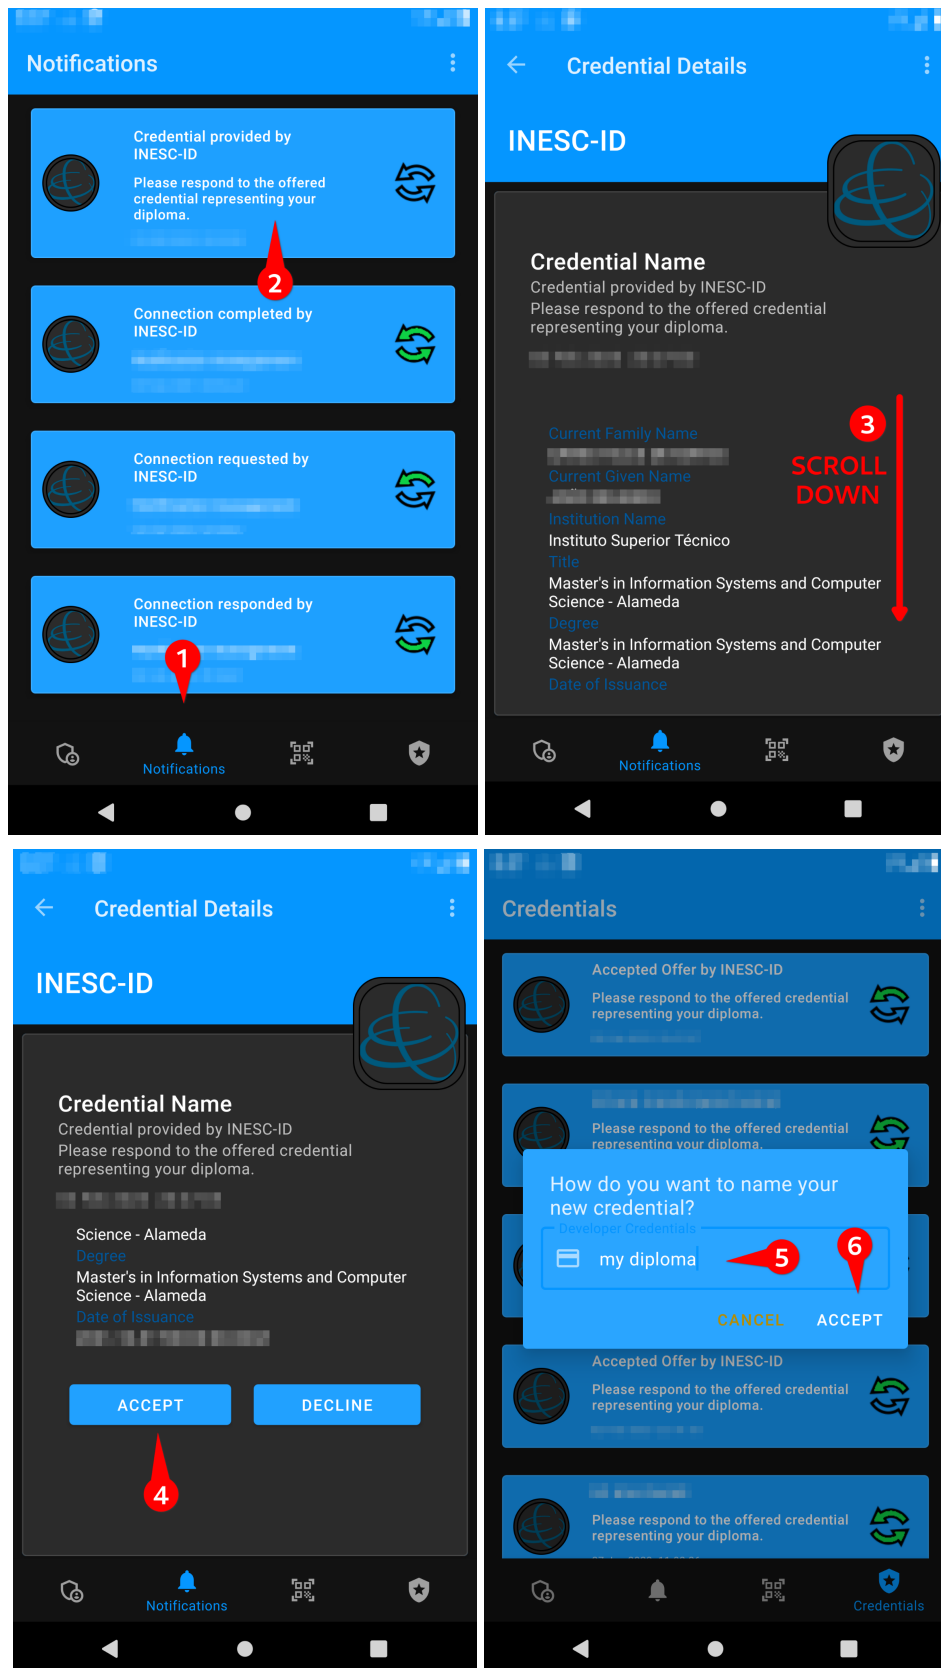 Notifications
Credential provided by
INESC-ID
Please respond to the offered
credential representing your
diploma.
2
Connection completed by
INESC-ID
Connection requested by
INESC-ID
Connection responded by
INESC-ID
1
Notifications
Credential Details
INESC-ID
Credential Name
Credential provided by INESC-ID
Please respond to the offered credential
representing your diploma.
3
SCROLL
DOWN
Current Family Name
Current Given Name
Institution Name
Instituto Superior Técnico
Title
Master's in Information Systems and Computer
Science - Alameda
Degree
Master's in Information Systems and Computer
Science - Alameda
Date of Issuance
Notifications
Credential Details
INESC-ID
Credential Name
Credential provided by INESC-ID
Please respond to the offered credential
representing your diploma.
Science - Alameda
Degree
Master's in Information Systems and Computer
Science - Alameda
Date of Issuance
ACCEPT
DECLINE
4
Notifications
Credentials
Accepted Offer by INESC-ID
Please respond to the offered credential
representing your diploma.
Please respond to the offered credential
representing your diploma.
How do you want to name your
new credential?
Developer Credentials
my diploma
5
6
CANCEL
ACCEPT
Accepted Offer by INESC-ID
Please respond to the offered credential
representing your diploma.
Please respond to the offered credential
representing your diploma.
Credentials